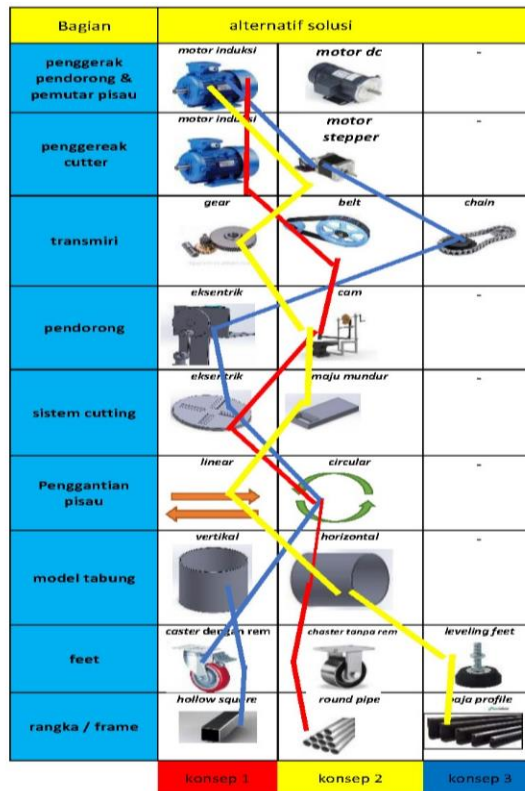 Bagian
alternatif solusi
penggerak
pendorong &
pemutar pisau
motor induksi
motor dc
-
penggereak
cutter
motor induksi
motor
stepper
-
transmiri
gear
belt
chain
pendorong
eksentrik
cam
-
sistem cutting
eksentrik
maju mundur
-
Penggantian
pisau
linear
circular
-
model tabung
vertikal
horizontal
-
feet
caster dengan rem
chaster tanpa rem
leveling feet
rangka / frame
hollow square
round pipe
baja profile
konsep 1
konsep 2
konsep 3